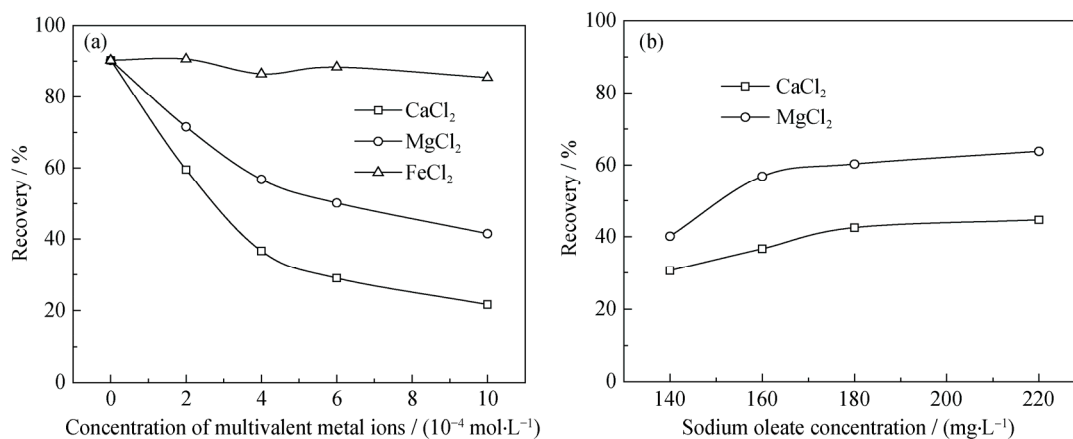 (a)
100
80
60
40
20
0
Recovery / %
CaCl₂
MgCl₂
FeCl₂
0 2 4 6 8 10
Concentration of multivalent metal ions / (10⁻⁴ mol·L⁻¹)
(b)
100
80
60
40
20
0
Recovery / %
CaCl₂
MgCl₂
140 160 180 200 220
Sodium oleate concentration / (mg·L⁻¹)